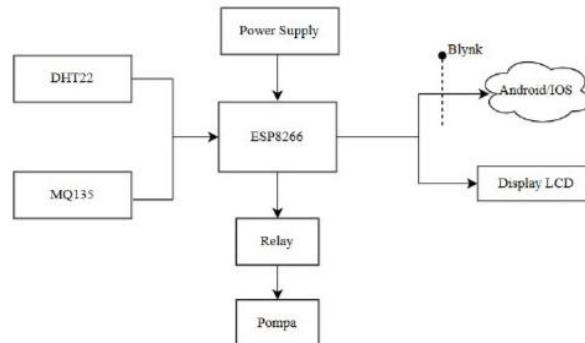 Power Supply
Blynk
DHT22
Android/IOS
ESP8266
MQ135
Display LCD
Relay
Pompa